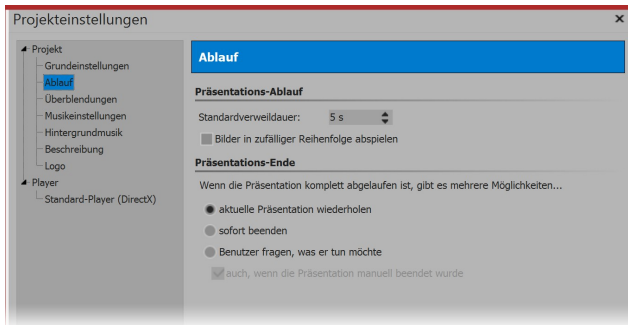 Projekteinstellungen
Projekt
Grundeinstellungen
Ablauf
Überblendungen
Musikeinstellungen
Hintergrundmusik
Beschreibung
Logo
Player
Standard-Player (DirectX)
Ablauf
Präsentations-Ablauf
Standardverweildauer: 5 s
Bilder in zufälliger Reihenfolge abspielen
Präsentations-Ende
Wenn die Präsentation komplett abgelaufen ist, gibt es mehrere Möglichkeiten...
aktuelle Präsentation wiederholen
sofort beenden
Benutzer fragen, was er tun möchte
auch, wenn die Präsentation manuell beendet wurde